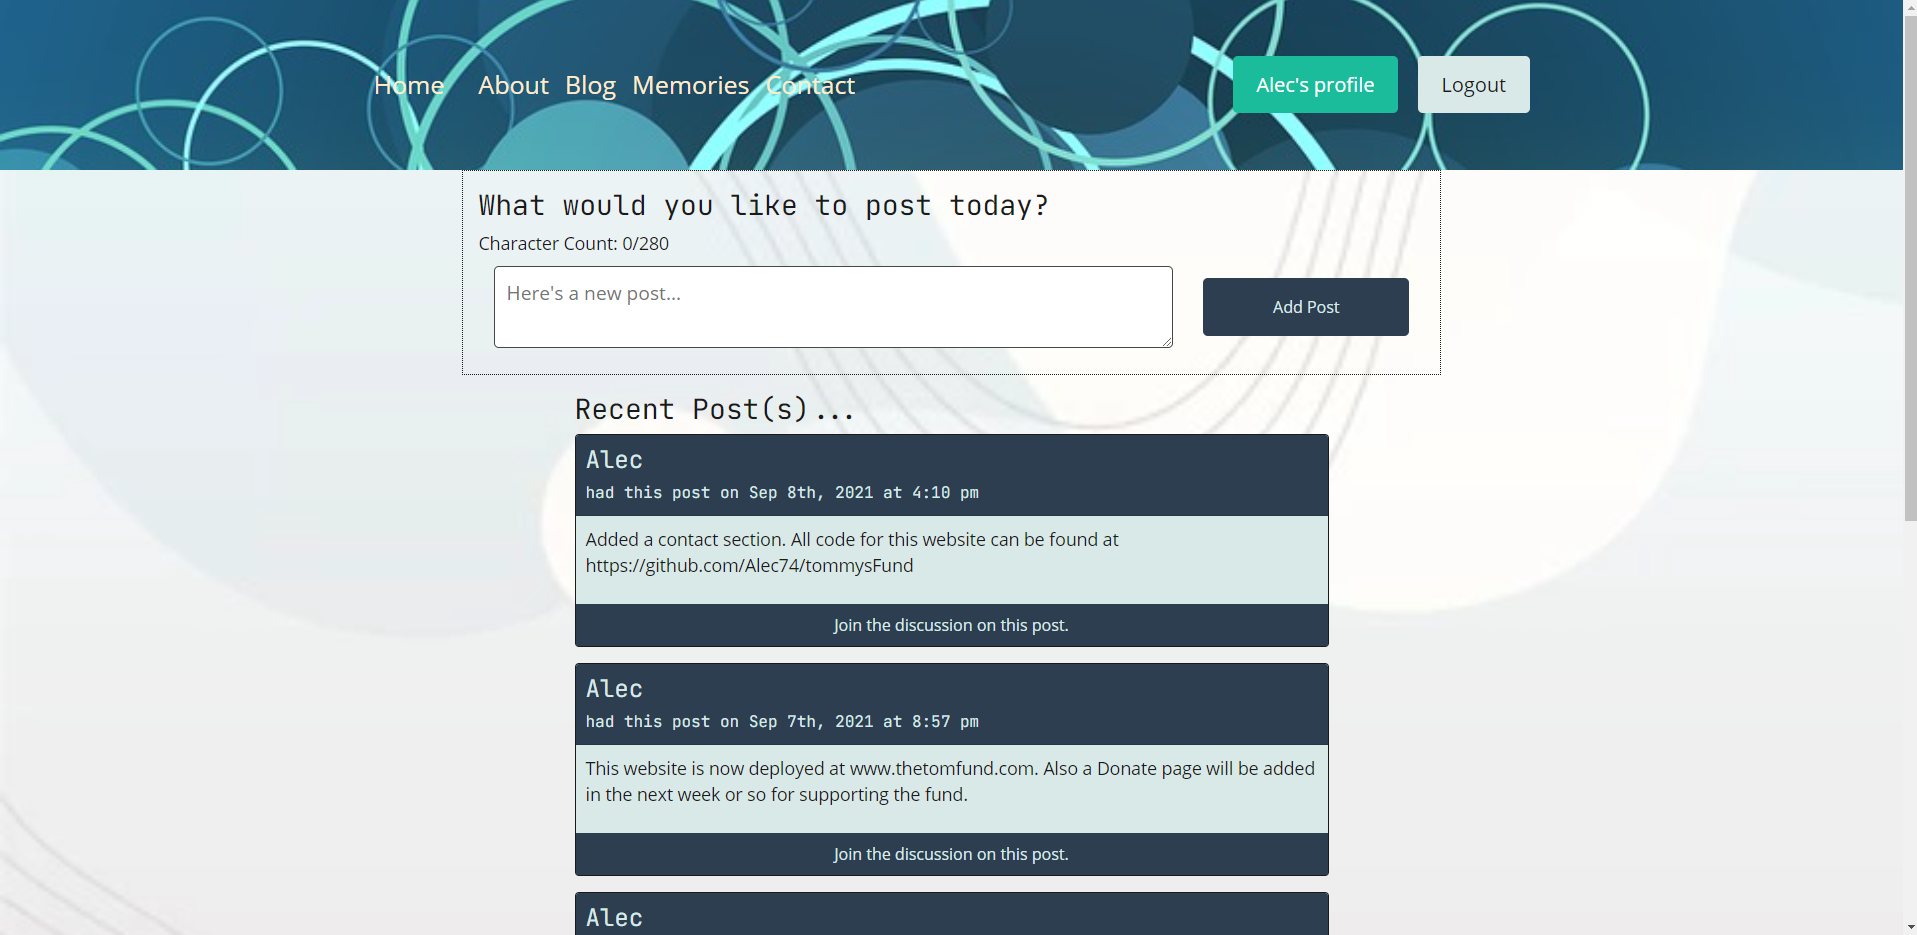 Home About Blog Memories Contact Alec's profile Logout
What would you like to post today?
Character Count: 0/280
Here's a new post...
Add Post
Recent Post(s)...
Alec
had this post on Sep 8th, 2021 at 4:10 pm
Added a contact section. All code for this website can be found at
https://github.com/Alec74/tommysFund
Join the discussion on this post.
Alec
had this post on Sep 7th, 2021 at 8:57 pm
This website is now deployed at www.thetomfund.com. Also a Donate page will be added
in the next week or so for supporting the fund.
Join the discussion on this post.
Alec